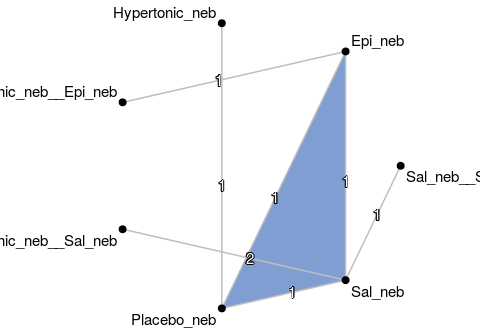 Hypertonic_neb
Epi_neb
1
nic_neb__Epi_neb
1
1
Sal_neb__S
1
1
nic_neb__Sal_neb
2
1
Sal_neb
Placebo_neb